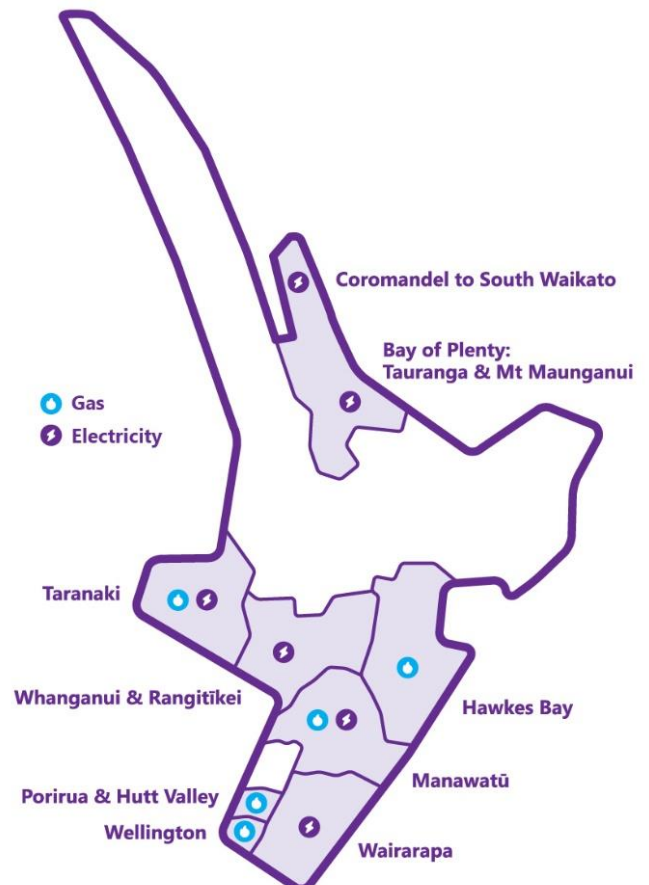 Coromandel to South Waikato
Bay of Plenty:
Tauranga & Mt Maunganui
Gas
Electricity
Taranaki
Whanganui & Rangitīkei
Hawkes Bay
Manawatū
Porirua & Hutt Valley
Wellington
Wairarapa